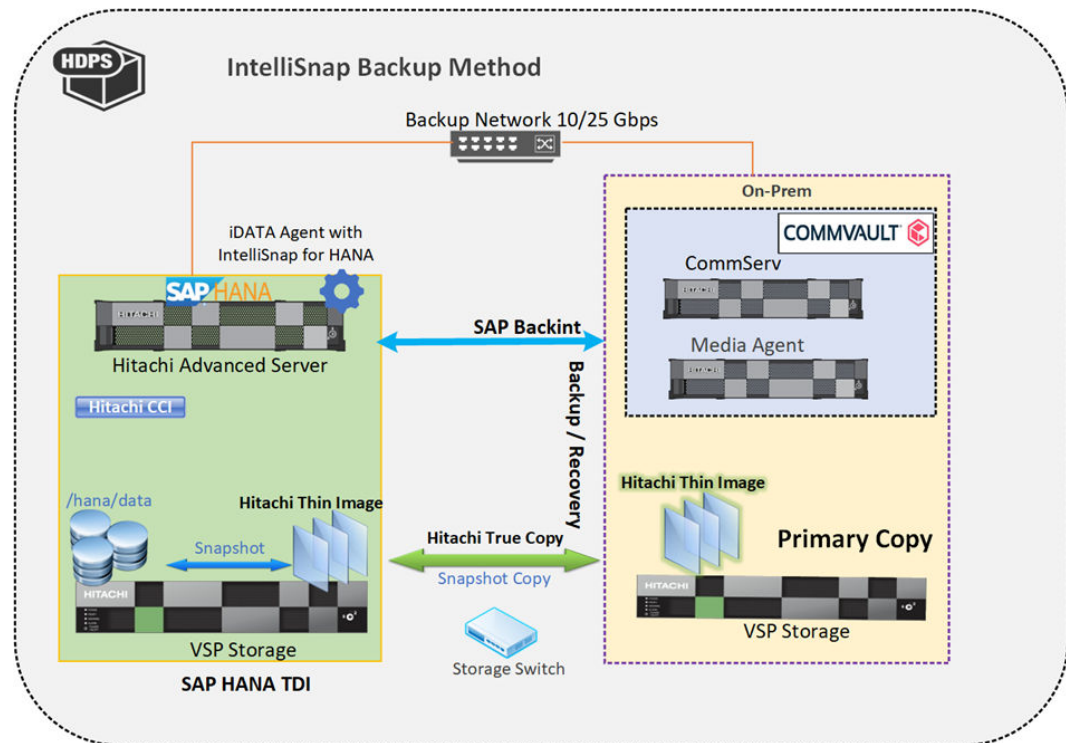 HDPS
IntelliSnap Backup Method
Backup Network 10/25 Gbps
On-Prem
COMMVAULT
iDATA Agent with
IntelliSnap for HANA
CommServ
SAP HANA
HITACHI
HITACHI
Hitachi Advanced Server
SAP Backint
Media Agent
HITACHI
Hitachi CCI
Backup / Recovery
/hana/data
Hitachi Thin Image
Hitachi Thin Image
Snapshot
Hitachi True Copy
Snapshot Copy
Primary Copy
HITACHI
HITACHI
VSP Storage
VSP Storage
Storage Switch
SAP HANA TDI